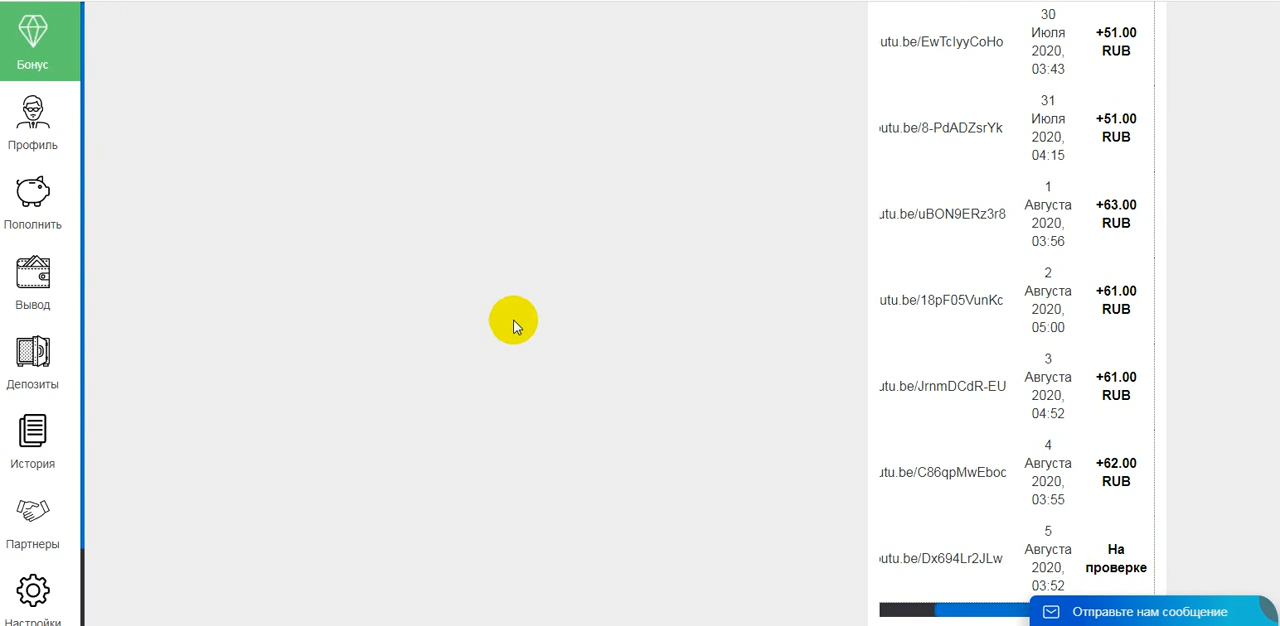 Бонус
Профиль
Пополнить
Вывод
Депозиты
История
Партнеры
Настройки
utu.be/EwTcIyyCoHo
30
Июля
2020,
03:43
+51.00
RUB
utu.be/8-PdADZsrYk
31
Июля
2020,
04:15
+51.00
RUB
utu.be/uBON9ERz3r8
1
Августа
2020,
03:56
+63.00
RUB
utu.be/18pF05VunKc
2
Августа
2020,
05:00
+61.00
RUB
utu.be/JrnmDCdR-EU
3
Августа
2020,
04:52
+61.00
RUB
utu.be/C86qpMwEboc
4
Августа
2020,
03:55
+62.00
RUB
utu.be/Dx694Lr2JLw
5
Августа
2020,
03:52
На
проверке
Отправьте нам сообщение